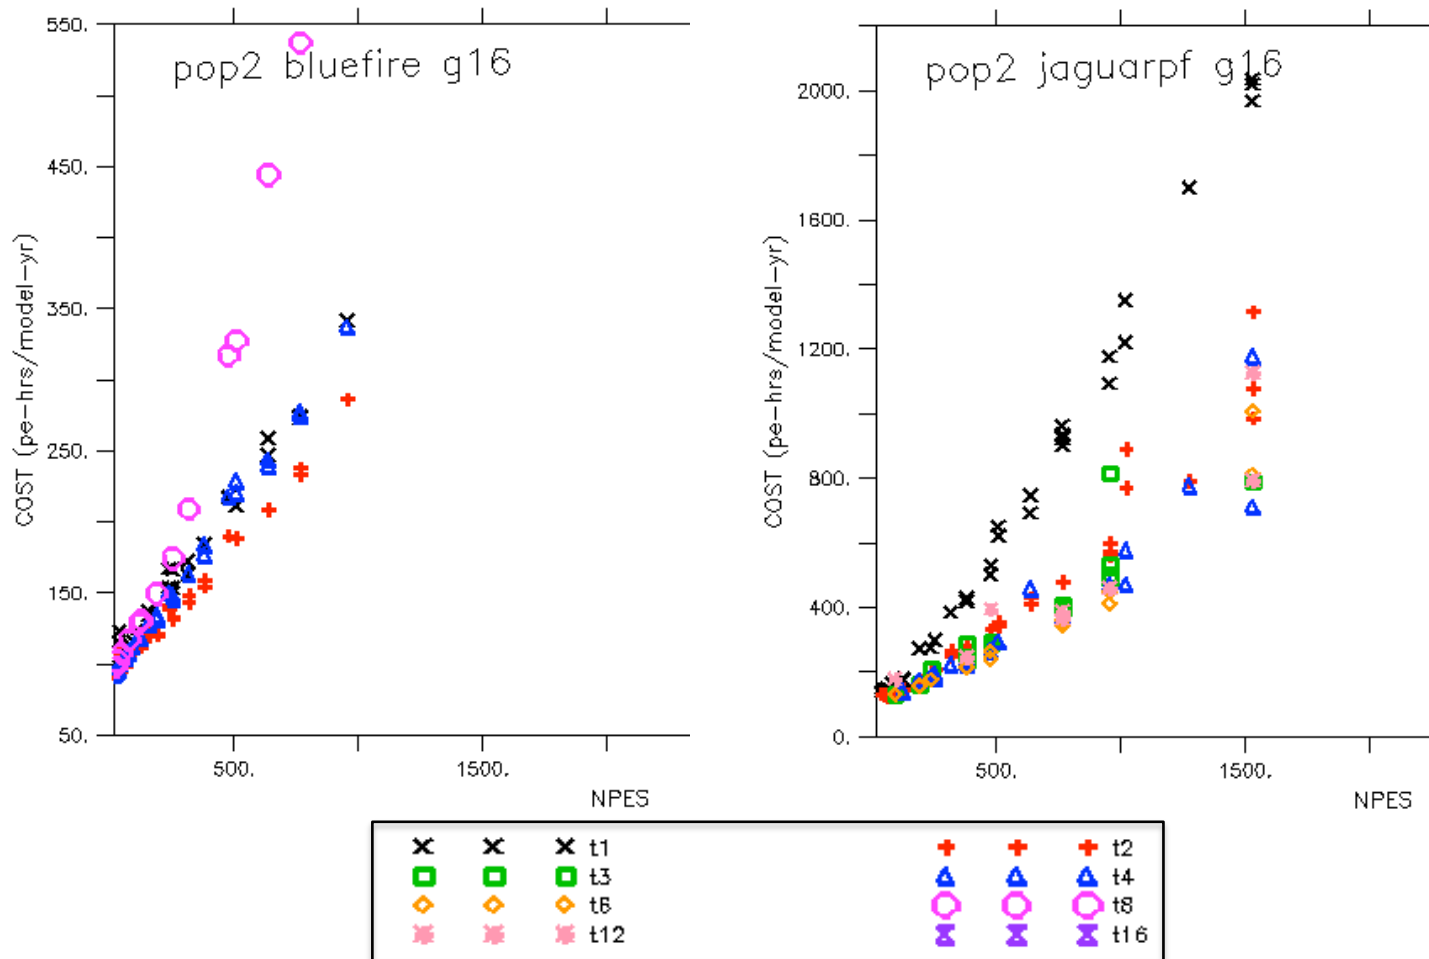 pop2 bluefire g16
550.
450.
350.
250.
150.
50.
COST (pe-hrs/model-yr)
500.
1500.
NPES
pop2 jaguarpf g16
2000.
1600.
1200.
800.
400.
0.
COST (pe-hrs/model-yr)
500.
1500.
NPES
t1
t3
t6
t12
t2
t4
t8
t16